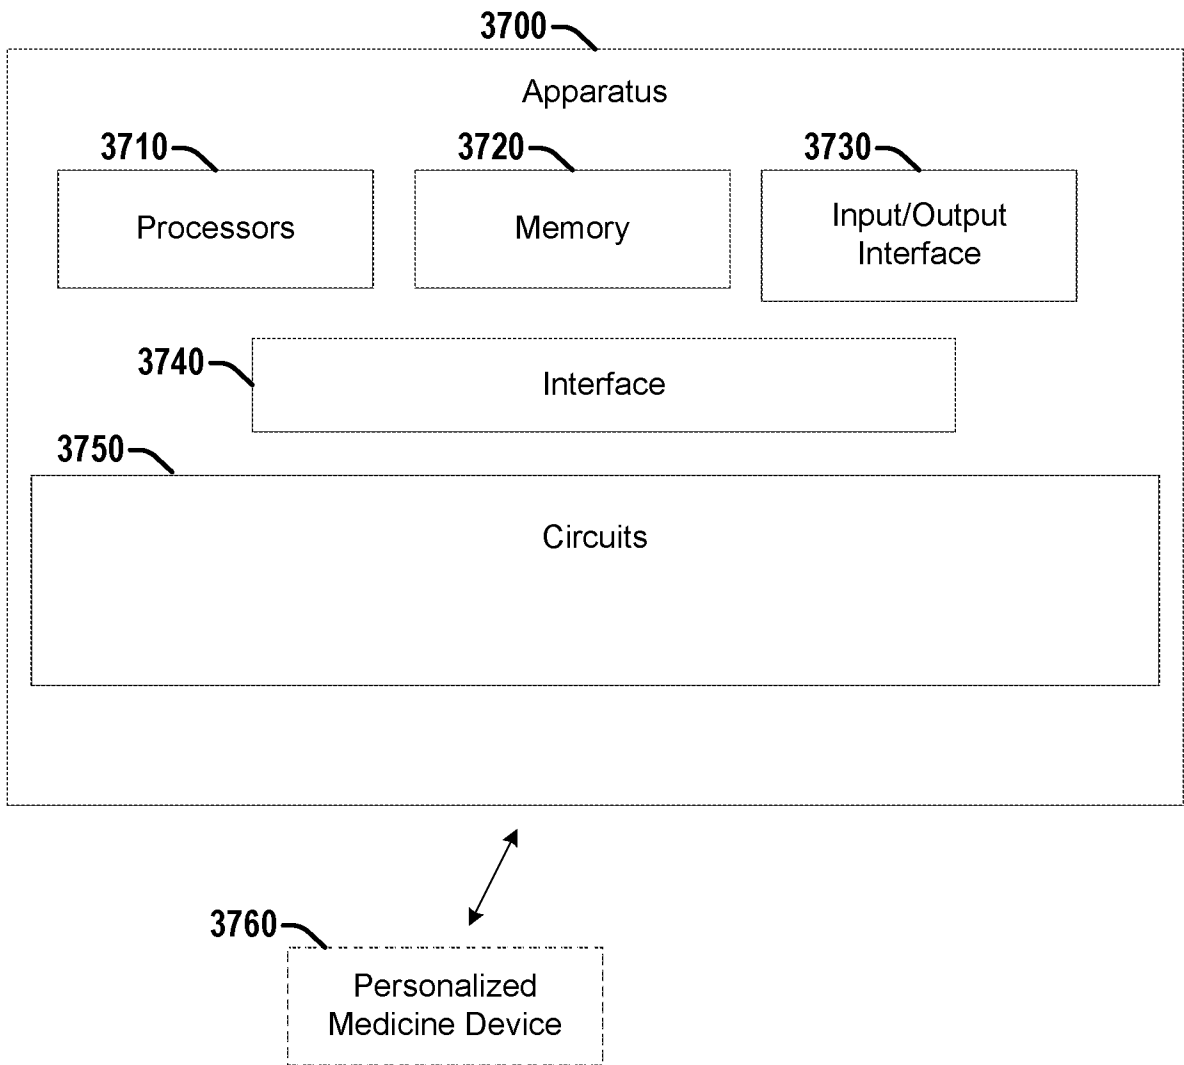 3700
Apparatus
3710
3720
3730
Processors
Memory
Input/Output
Interface
3740
Interface
3750
Circuits
3760
Personalized
Medicine Device